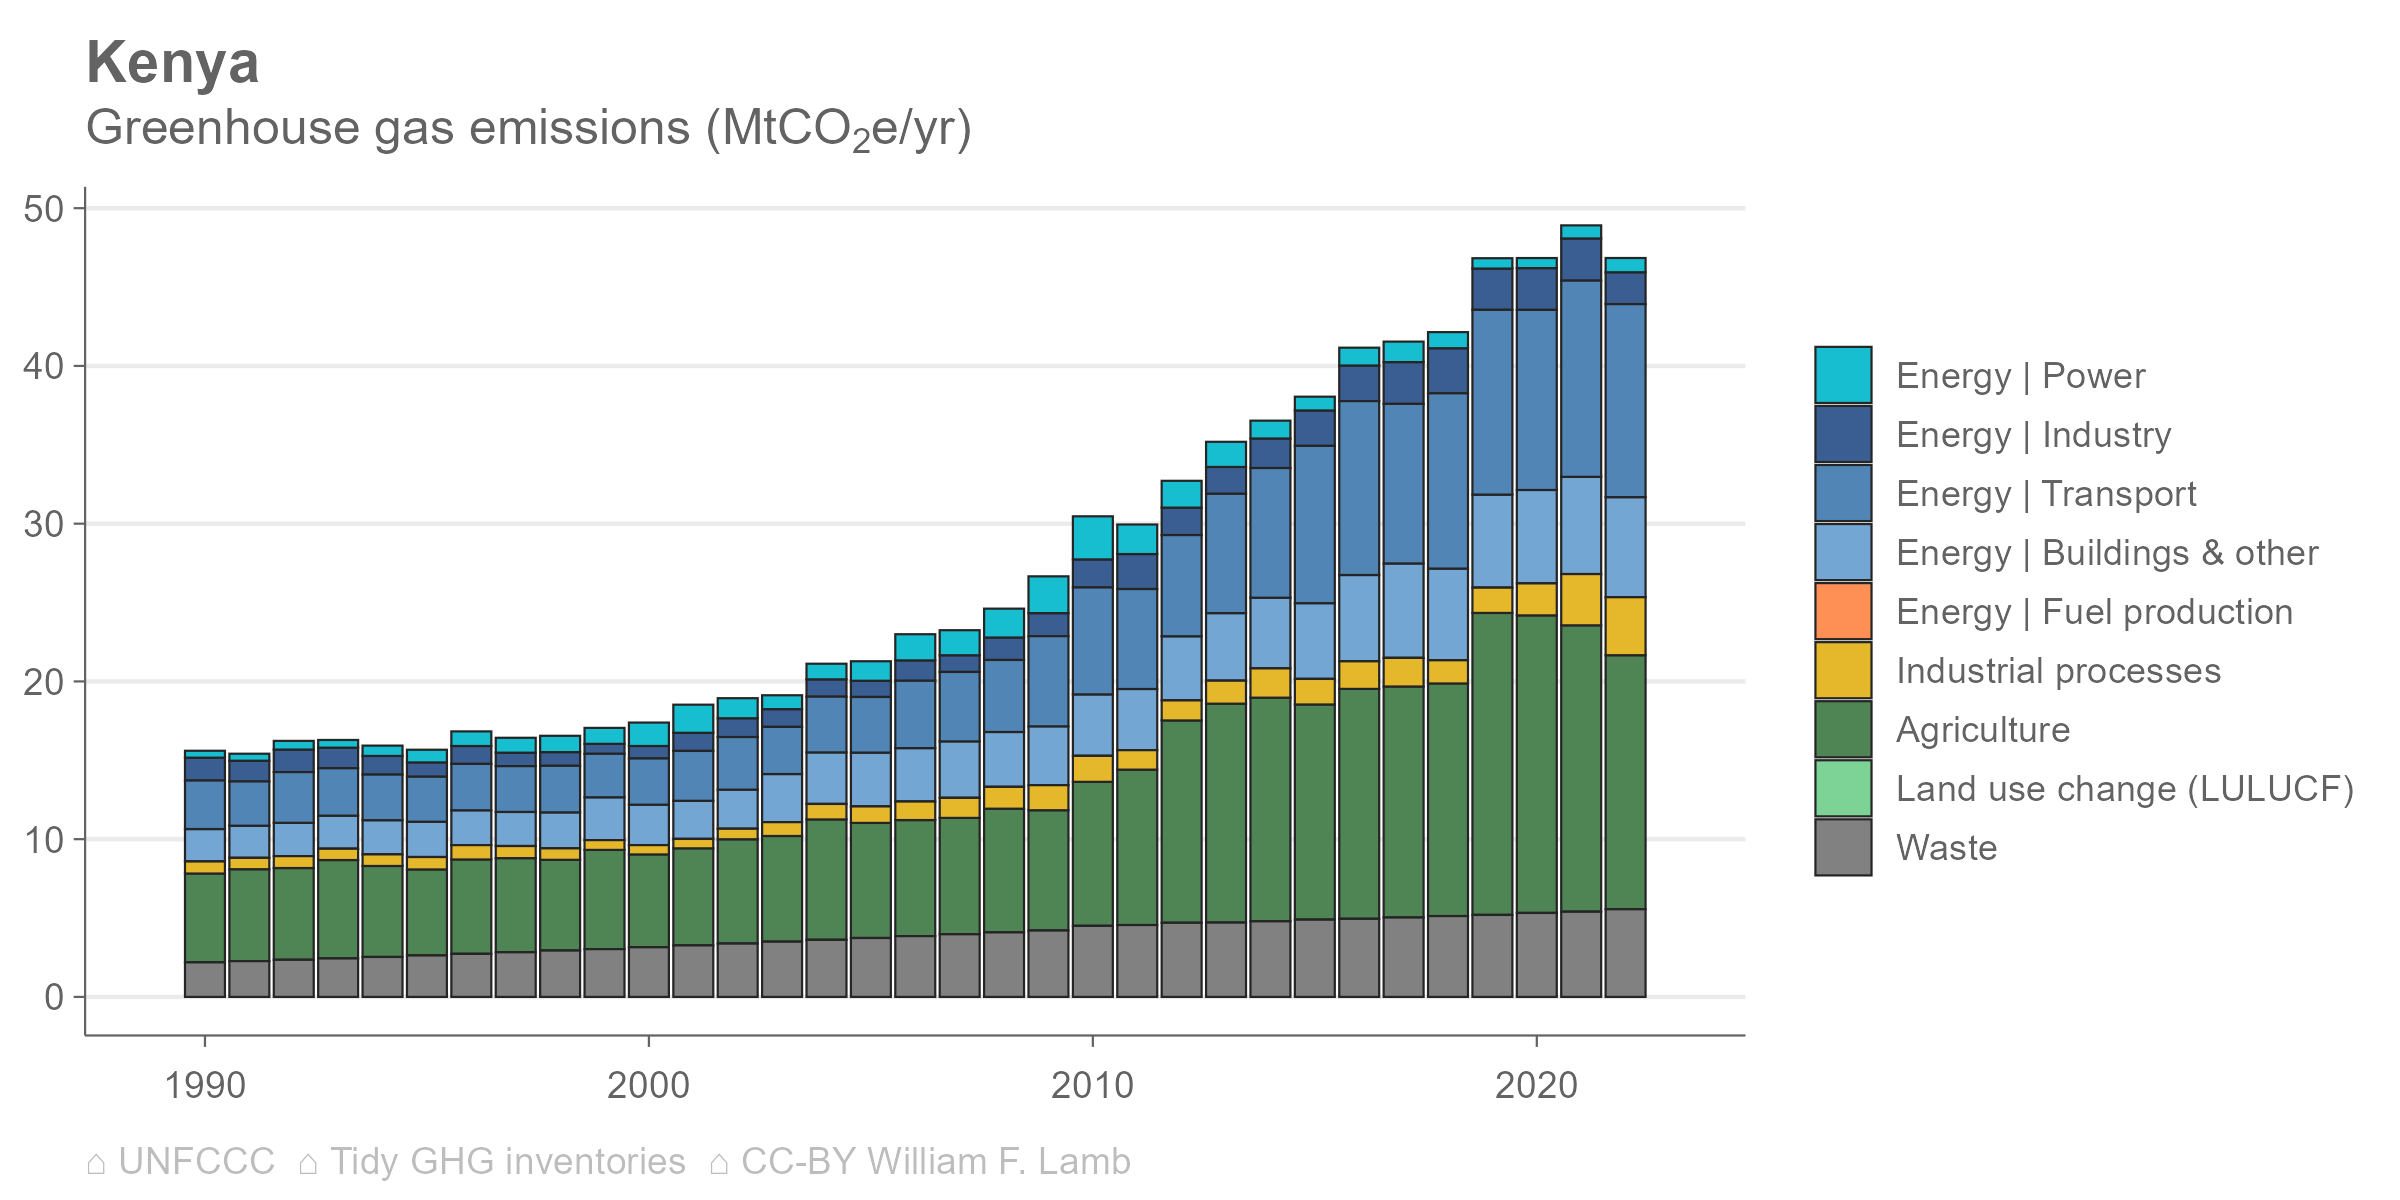 Kenya
Greenhouse gas emissions (MtCO₂e/yr)
50
40
30
20
10
0
1990 2000 2010 2020
Energy | Power
Energy | Industry
Energy | Transport
Energy | Buildings & other
Energy | Fuel production
Industrial processes
Agriculture
Land use change (LULUCF)
Waste
⌂ UNFCCC ⌂ Tidy GHG inventories ⌂ CC-BY William F. Lamb